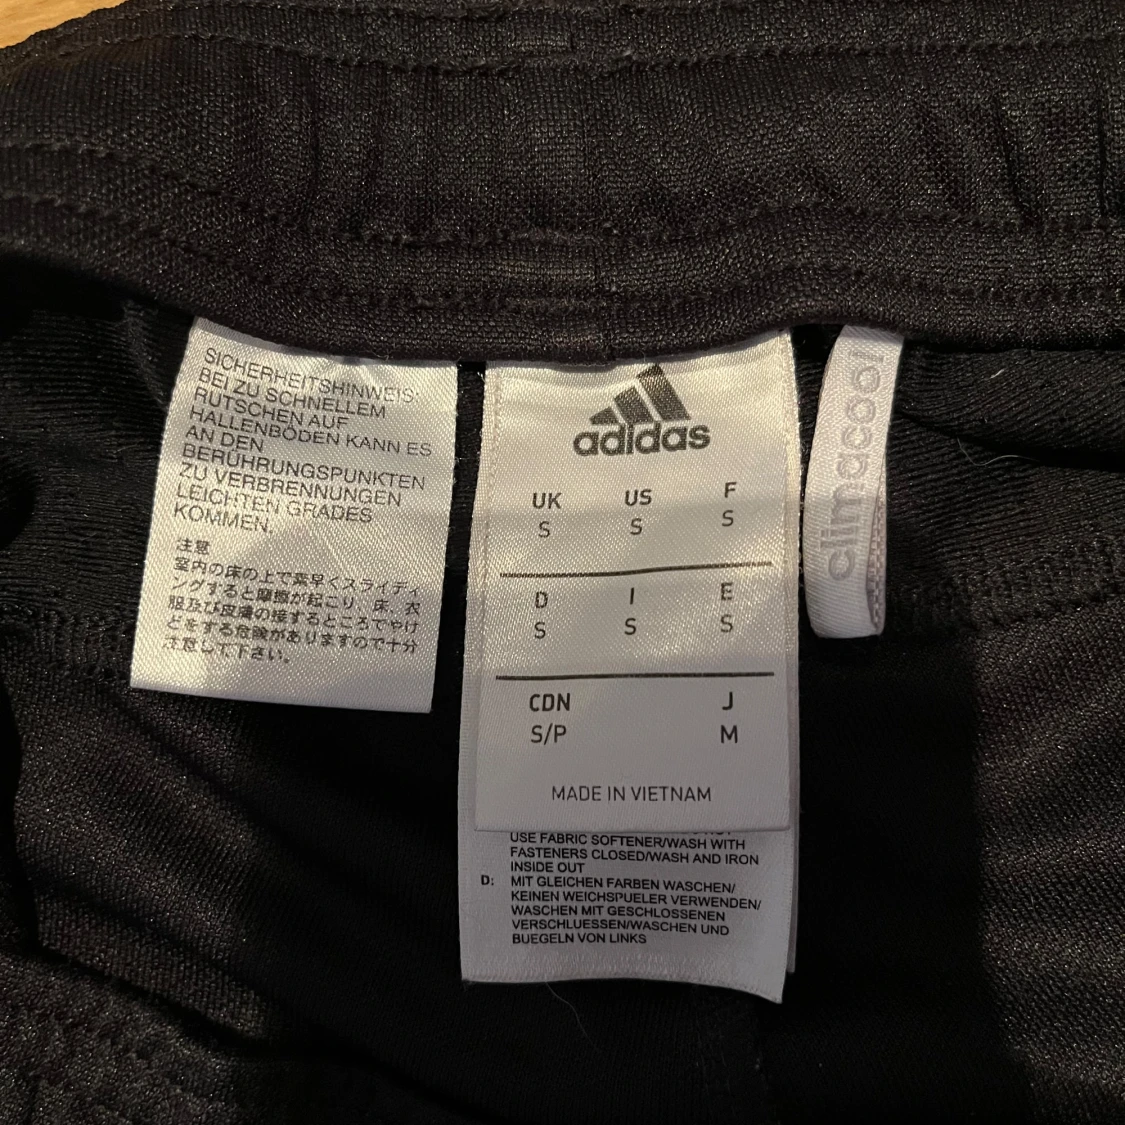 SICHERHEITSHINWEIS:
BEI ZU SCHNELLEM
RUTSCHEN AUF
HALLENBÖDEN KANN ES
AN DEN
BERÜHRUNGSPUNKTEN
ZU VERBRENNUNGEN
LEICHTEN GRADES
KOMMEN.
注意
室内の床の上で素早くスライディ
ングすると摩擦が起こり、床、衣
服及び皮膚の接するところでやけ
どをする危険がありますので十分
注意して下さい。
adidas
UK US F
S S S
D I E
S S S
CDN J
S/P M
MADE IN VIETNAM
USE FABRIC SOFTENER/WASH WITH
FASTENERS CLOSED/WASH AND IRON
INSIDE OUT
D: MIT GLEICHEN FARBEN WASCHEN/
KEINEN WEICHSPUELER VERWENDEN/
WASCHEN MIT GESCHLOSSENEN
VERSCHLUESSEN/WASCHEN UND
BUEGELN VON LINKS
climacool